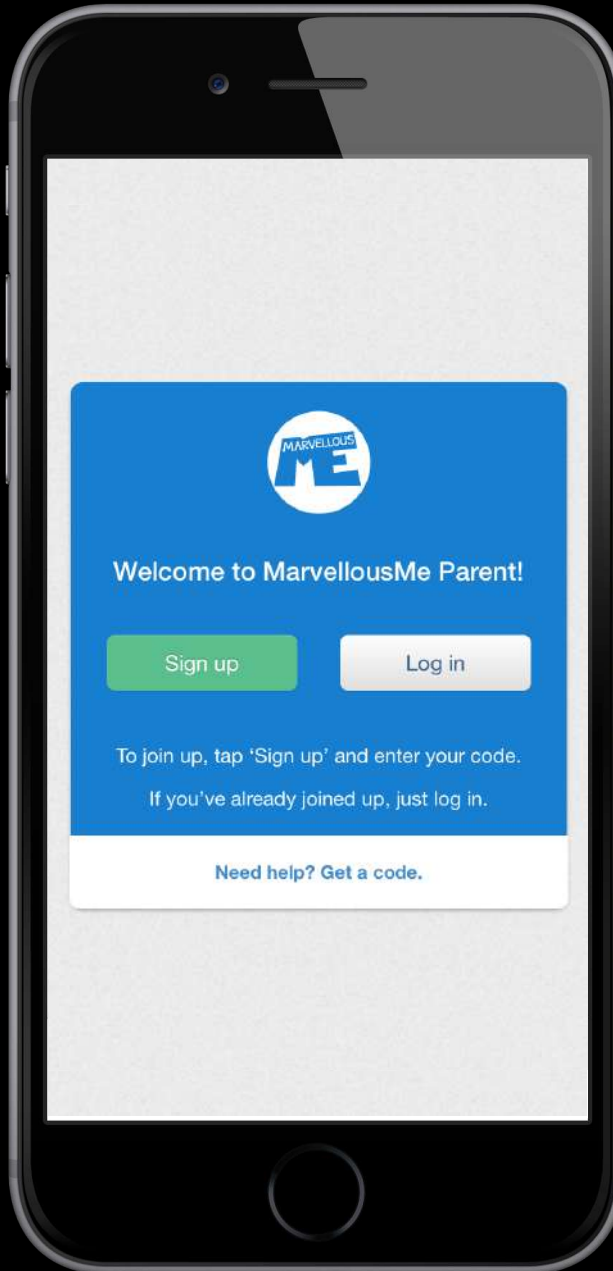 MARVELLOUS
ME
Welcome to MarvellousMe Parent!
Sign up
Log in
To join up, tap ‘Sign up’ and enter your code.
If you’ve already joined up, just log in.
Need help? Get a code.